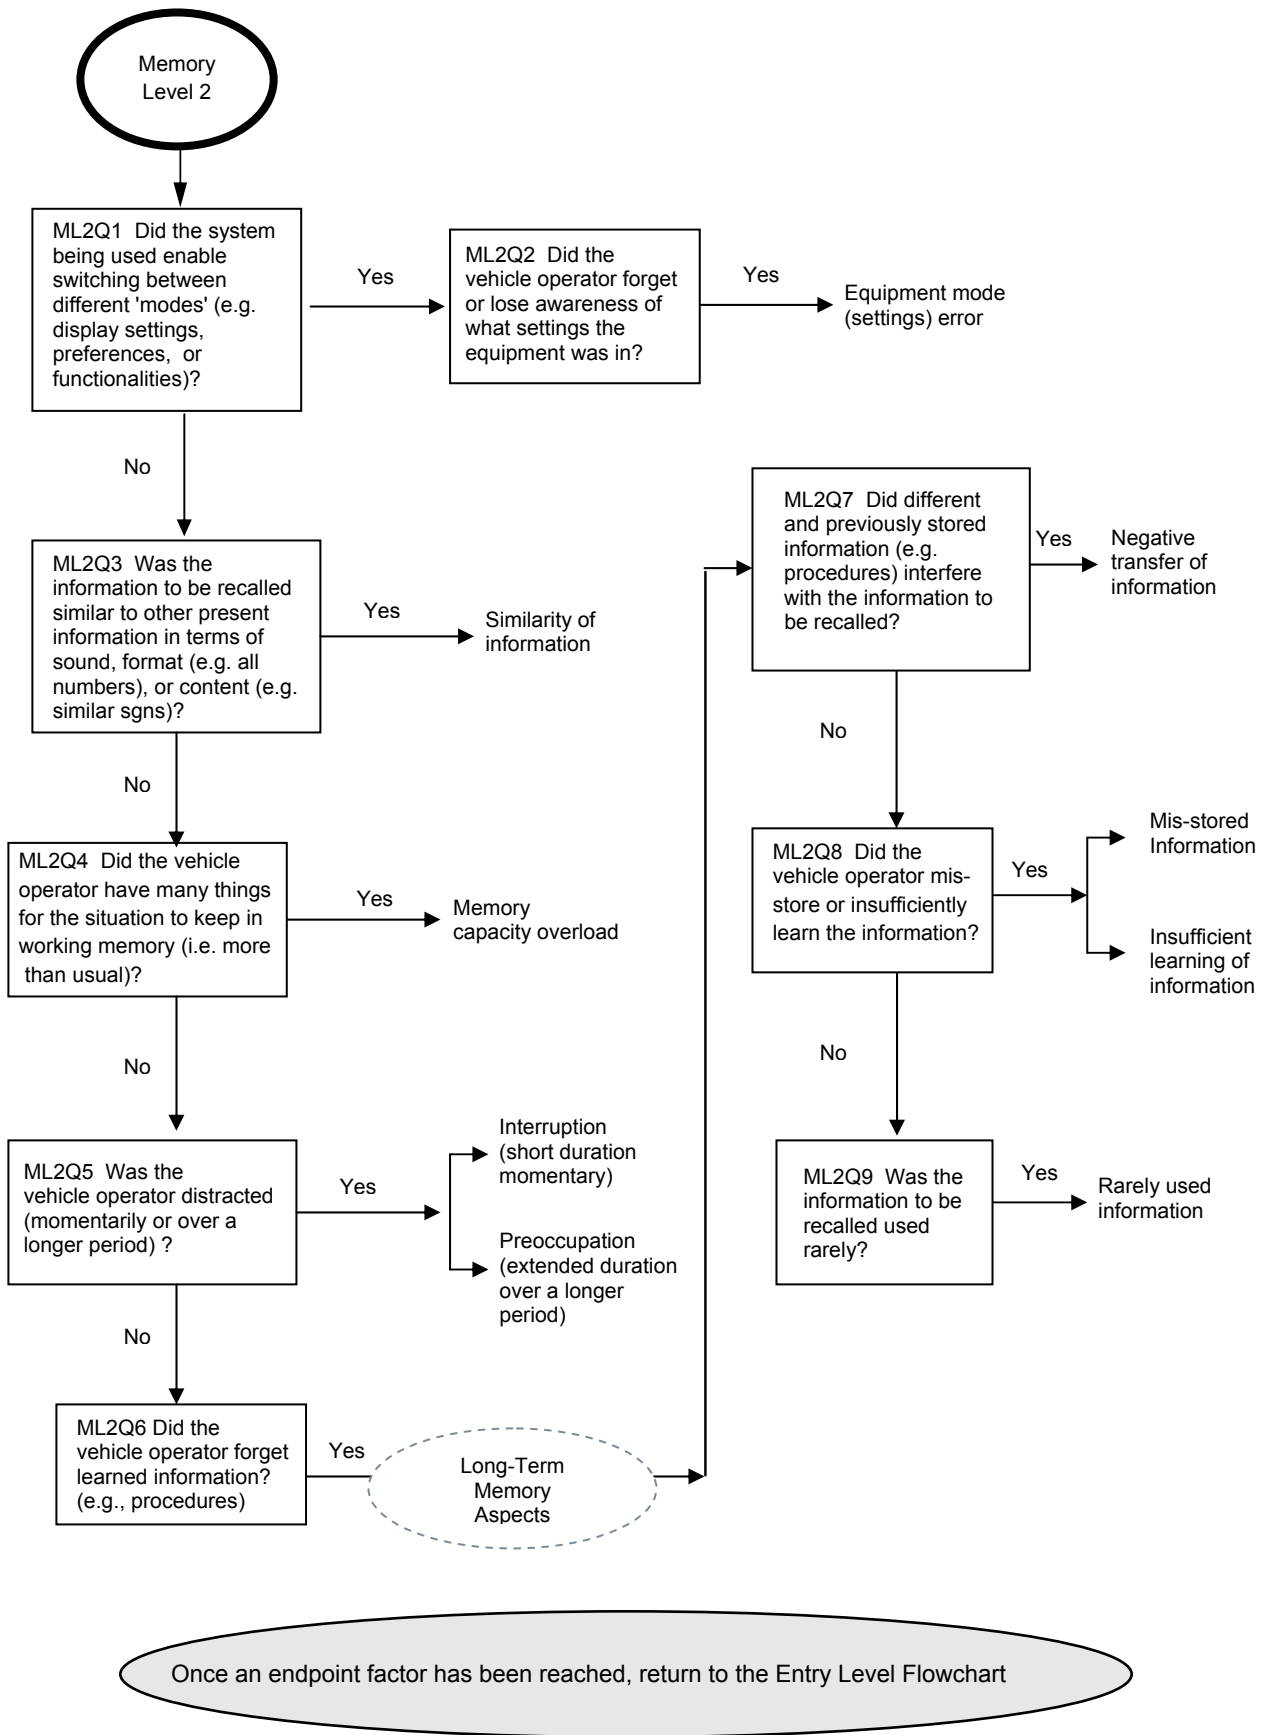 Memory
Level 2
ML2Q1 Did the system
being used enable
switching between
different 'modes' (e.g.
display settings,
preferences, or
functionalities)?
Yes
ML2Q2 Did the
vehicle operator forget
or lose awareness of
what settings the
equipment was in?
Yes
Equipment mode
(settings) error
No
ML2Q3 Was the
information to be recalled
similar to other present
information in terms of
sound, format (e.g. all
numbers), or content (e.g.
similar sgns)?
Yes
Similarity of
information
No
ML2Q4 Did the vehicle
operator have many things
for the situation to keep in
working memory (i.e. more
than usual)?
Yes
Memory
capacity overload
No
ML2Q5 Was the
vehicle operator distracted
(momentarily or over a
longer period) ?
Yes
Interruption
(short duration
momentary)
Preoccupation
(extended duration
over a longer
period)
No
ML2Q6 Did the
vehicle operator forget
learned information?
(e.g., procedures)
Yes
Long-Term
Memory
Aspects
ML2Q7 Did different
and previously stored
information (e.g.
procedures) interfere
with the information to
be recalled?
Yes
Negative
transfer of
information
No
ML2Q8 Did the
vehicle operator mis-
store or insufficiently
learn the information?
Yes
Mis-stored
Information
Insufficient
learning of
information
No
ML2Q9 Was the
information to be
recalled used
rarely?
Yes
Rarely used
information
Once an endpoint factor has been reached, return to the Entry Level Flowchart